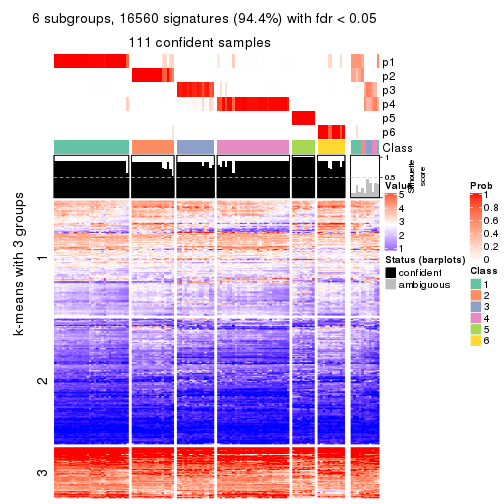 6 subgroups, 16560 signatures (94.4%) with fdr < 0.05
111 confident samples
p1
p2
p3
p4
p5
p6
Class
1
0.5
Silhouette
score
k-means with 3 groups
1
2
3
Value
5
4
3
2
1
Status (barplots)
confident
ambiguous
Prob
1
0.8
0.6
0.4
0.2
0
Class
1
2
3
4
5
6